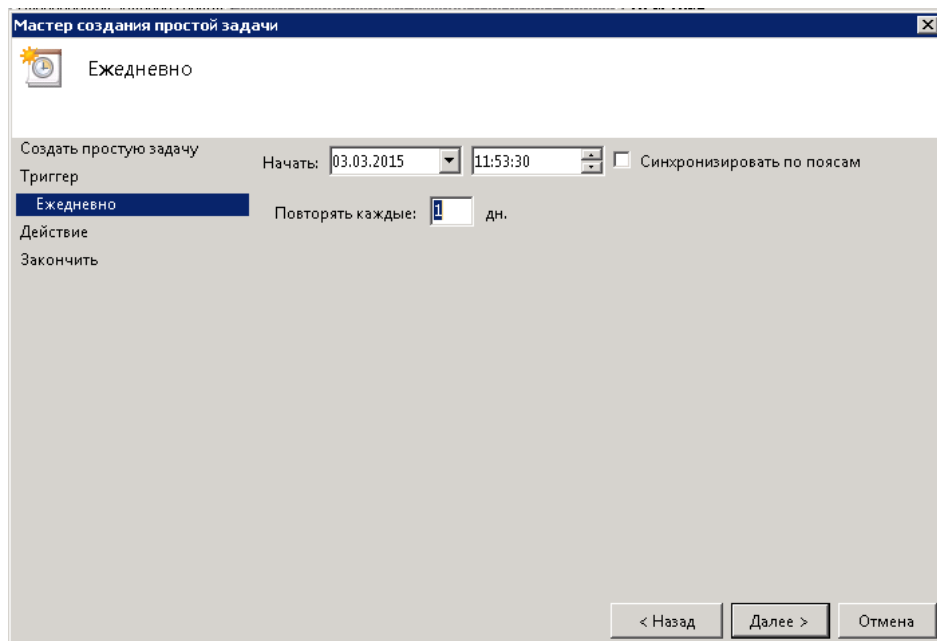 Мастер создания простой задачи
Ежедневно
Создать простую задачу
Триггер
Ежедневно
Действие
Закончить
Начать: 03.03.2015 11:53:30 Синхронизировать по поясам
Повторять каждые: 1 дн.
< Назад Далее > Отмена